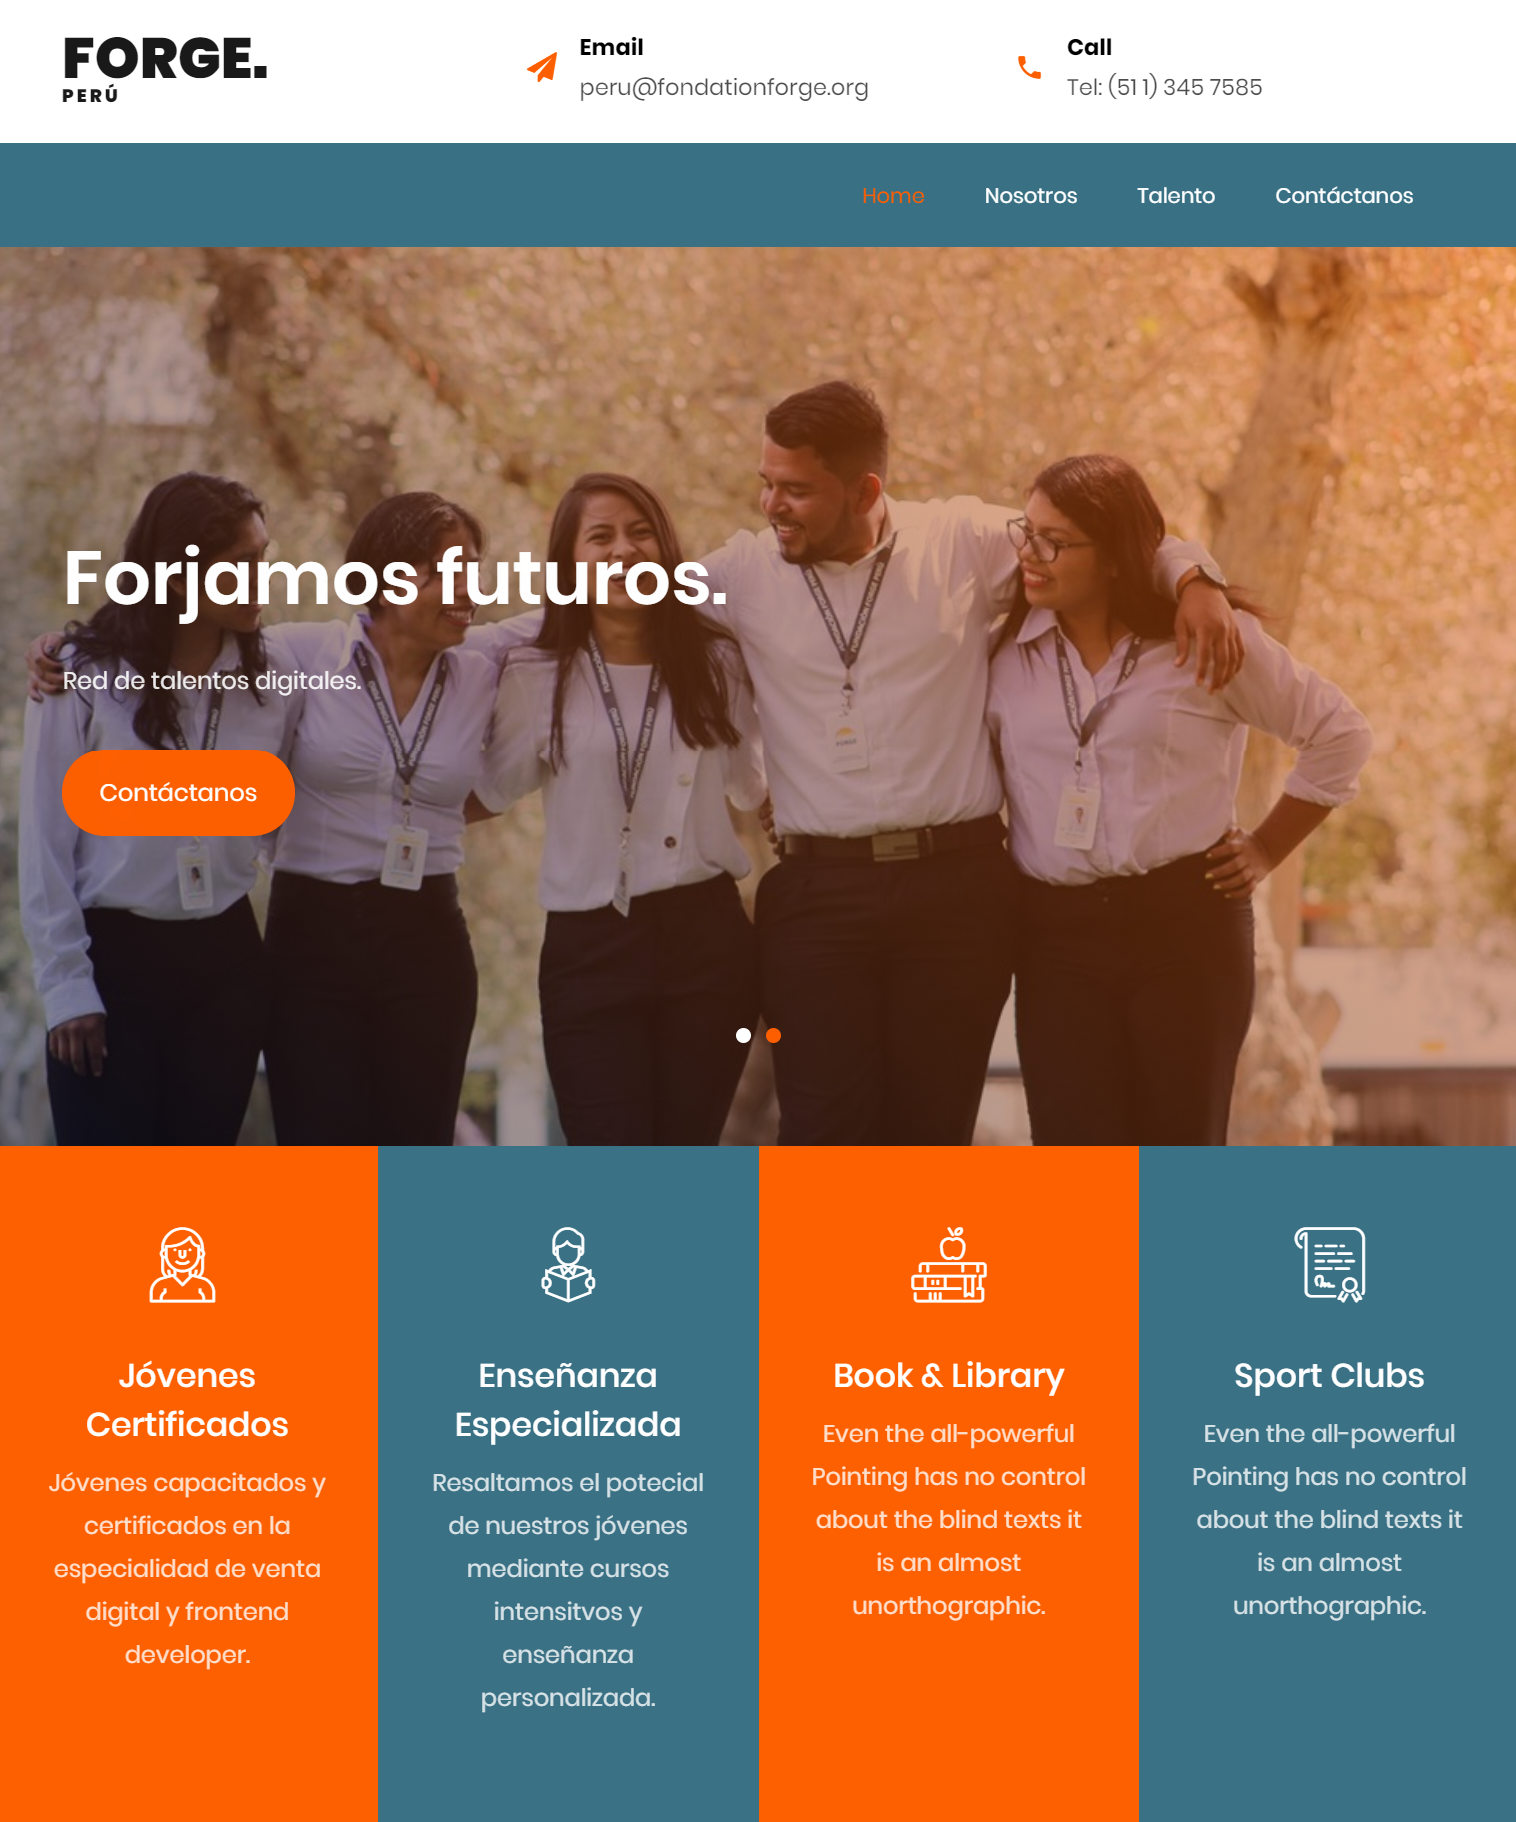 FORGE.
PERÚ
Email
peru@fondationforge.org
Call
Tel: (51 1) 345 7585
Home
Nosotros
Talento
Contáctanos
Forjamos futuros.
Red de talentos digitales.
Contáctanos
Jóvenes
Certificados
Jóvenes capacitados y
certificados en la
especialidad de venta
digital y frontend
developer.
Enseñanza
Especializada
Resaltamos el potecial
de nuestros jóvenes
mediante cursos
intensitvos y
enseñanza
personalizada.
Book & Library
Even the all-powerful
Pointing has no control
about the blind texts it
is an almost
unorthographic.
Sport Clubs
Even the all-powerful
Pointing has no control
about the blind texts it
is an almost
unorthographic.